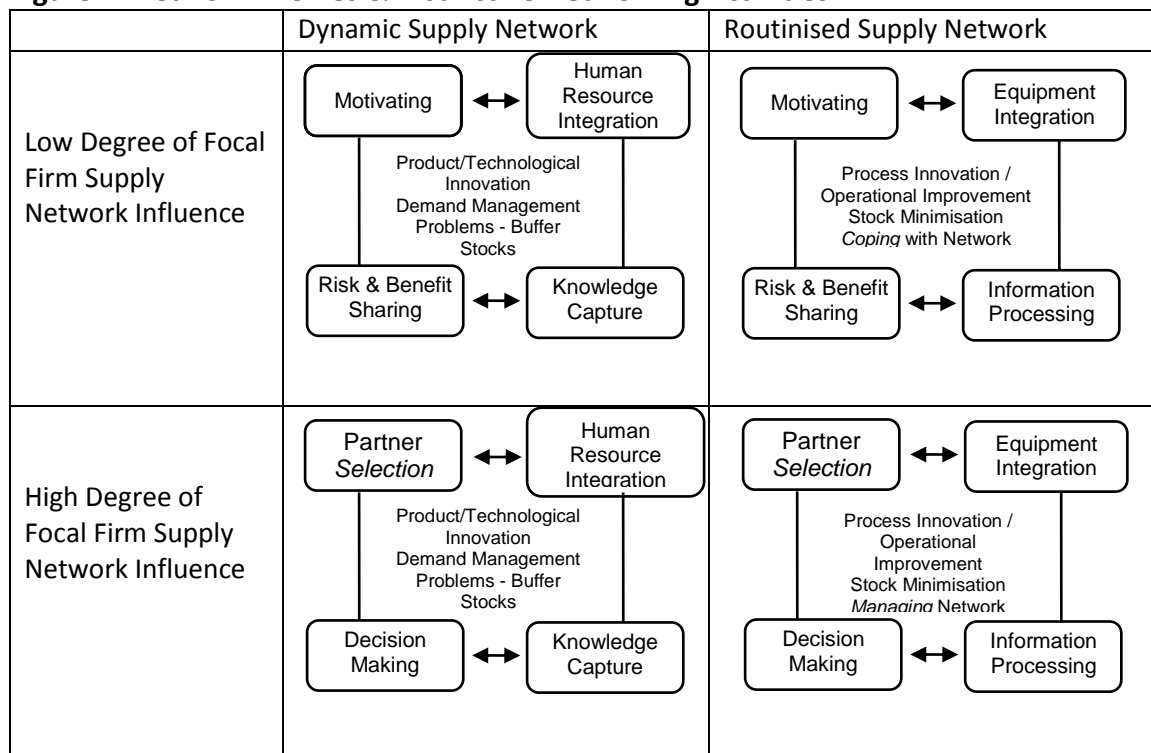 Dynamic Supply Network
Routinised Supply Network
Low Degree of Focal
Firm Supply
Network Influence
Motivating
Human
Resource
Integration
Product/Technological
Innovation
Demand Management
Problems - Buffer
Stocks
Risk & Benefit
Sharing
Knowledge
Capture
Motivating
Equipment
Integration
Process Innovation /
Operational Improvement
Stock Minimisation
Coping with Network
Risk & Benefit
Sharing
Information
Processing
High Degree of
Focal Firm Supply
Network Influence
Partner
Selection
Human
Resource
Integration
Product/Technological
Innovation
Demand Management
Problems - Buffer
Stocks
Decision
Making
Knowledge
Capture
Partner
Selection
Equipment
Integration
Process Innovation /
Operational
Improvement
Stock Minimisation
Managing Network
Decision
Making
Information
Processing